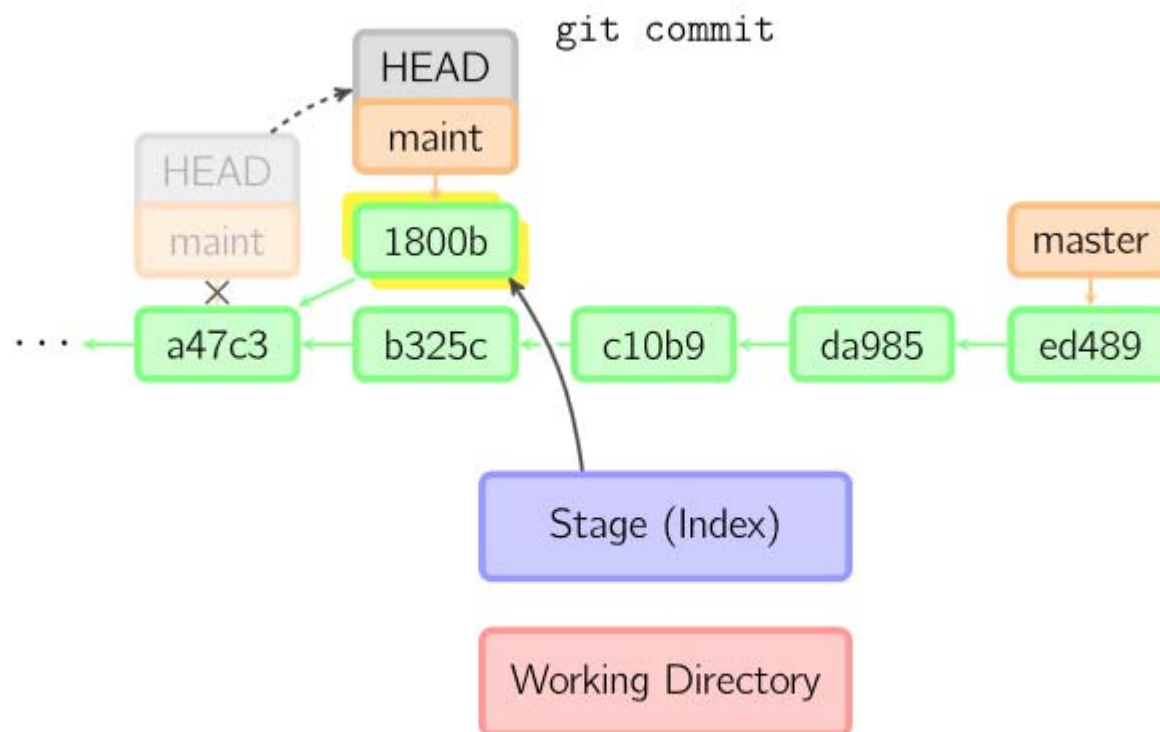 git commit
HEAD
maint
HEAD
maint
1800b
master
... a47c3 b325c c10b9 da985 ed489
Stage (Index)
Working Directory